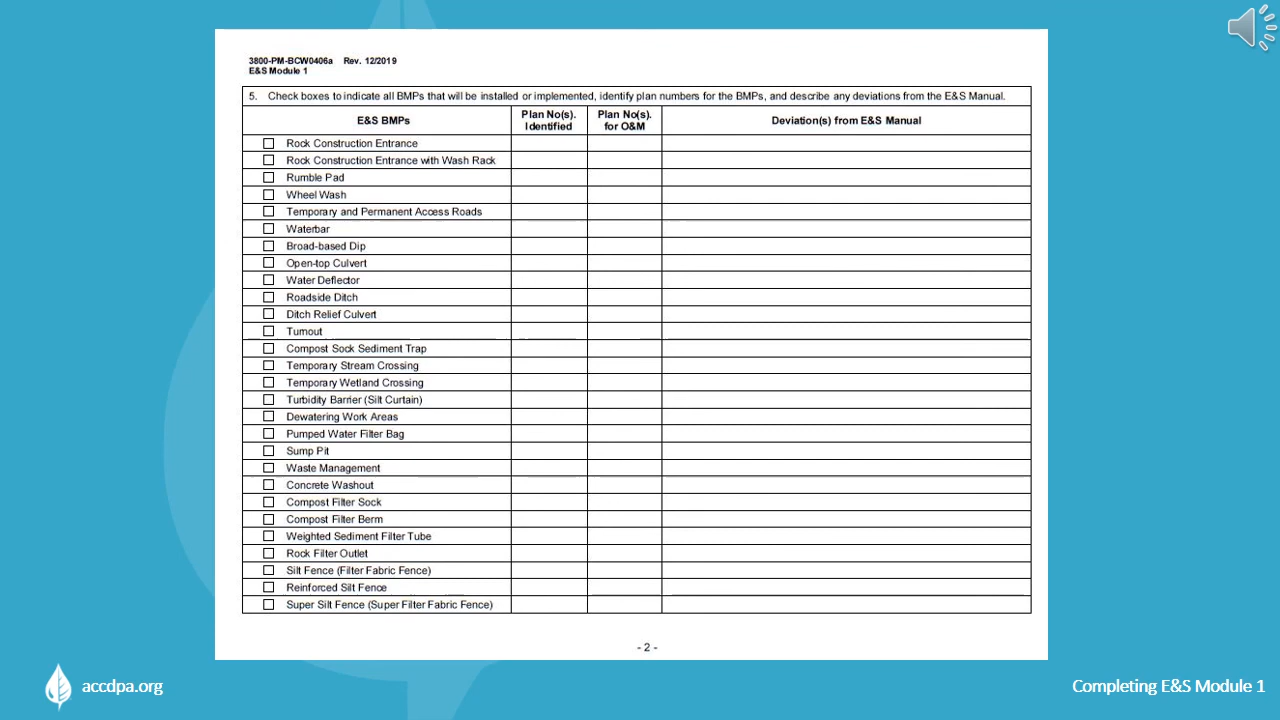 3800-PM-BCW0406a Rev. 12/2019
E&S Module 1
5. Check boxes to indicate all BMPs that will be installed or implemented, identify plan numbers for the BMPs, and describe any deviations from the E&S Manual.
E&S BMPs
Plan No(s). Identified
Plan No(s). for O&M
Deviation(s) from E&S Manual
Rock Construction Entrance
Rock Construction Entrance with Wash Rack
Rumble Pad
Wheel Wash
Temporary and Permanent Access Roads
Waterbar
Broad-based Dip
Open-top Culvert
Water Deflector
Roadside Ditch
Ditch Relief Culvert
Turnout
Compost Sock Sediment Trap
Temporary Stream Crossing
Temporary Wetland Crossing
Turbidity Barrier (Silt Curtain)
Dewatering Work Areas
Pumped Water Filter Bag
Sump Pit
Waste Management
Concrete Washout
Compost Filter Sock
Compost Filter Berm
Weighted Sediment Filter Tube
Rock Filter Outlet
Silt Fence (Filter Fabric Fence)
Reinforced Silt Fence
Super Silt Fence (Super Filter Fabric Fence)
- 2 -
accdpa.org
Completing E&S Module 1